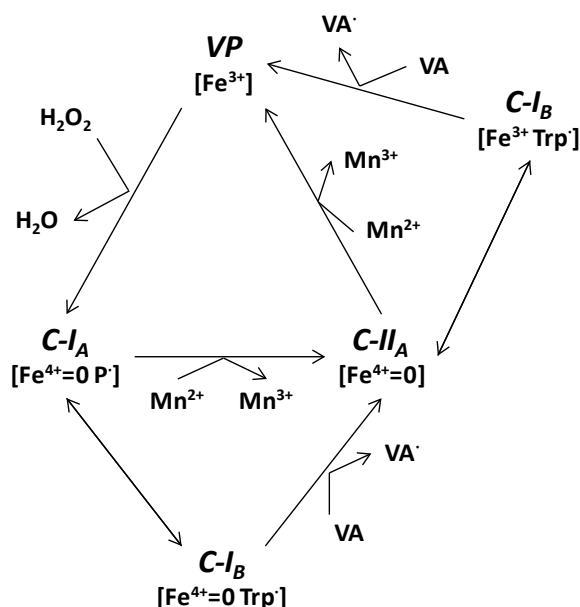 VA·
VP
VA
[Fe³⁺]
C-I_B
H₂O₂
[Fe³⁺ Trp·]
Mn³⁺
H₂O
Mn²⁺
C-I_A
C-II_A
[Fe⁴⁺=0 P·]
[Fe⁴⁺=0]
Mn²⁺ Mn³⁺
VA·
VA
C-I_B
[Fe⁴⁺=0 Trp·]